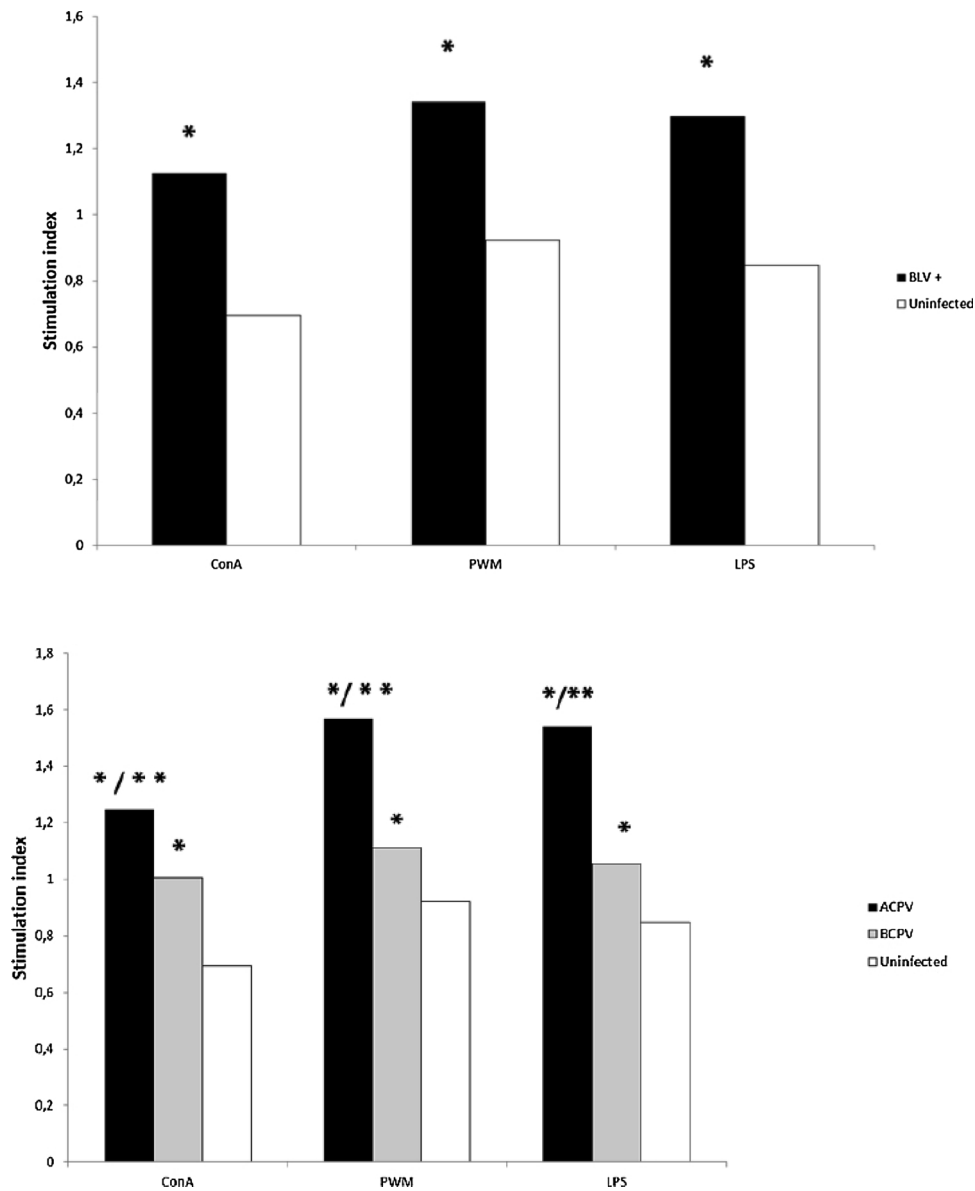 1,6
1,4
1,2
1
0,8
0,6
0,4
0,2
0
Stimulation index
*
*
*
ConA
PWM
LPS
BLV +
Uninfected
1,8
1,6
1,4
1,2
1
0,8
0,6
0,4
0,2
0
Stimulation index
*/**
*
*/**
*
*/**
*
ConA
PWM
LPS
ACPV
BCPV
Uninfected